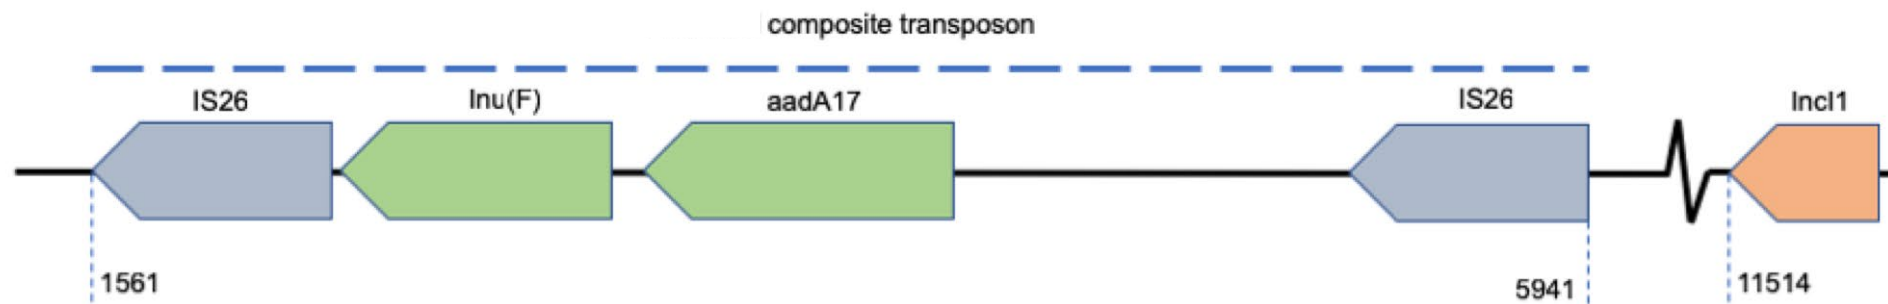 composite transposon
IS26 lnu(F) aadA17 IS26 IncI1
1561 5941 11514